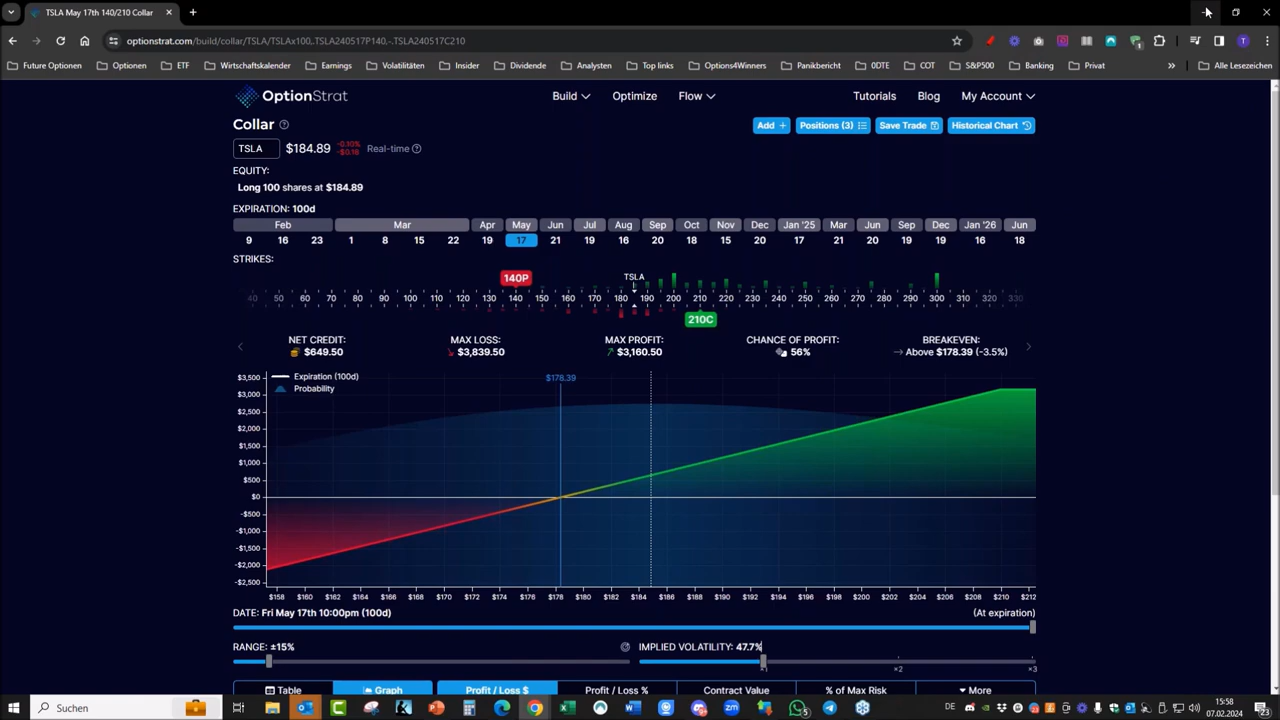 TSLA May 17th 140/210 Collar
optionstrat.com/build/collar/TSLA/TSLAx100,.TSLA240517P140,-.TSLA240517C210
Future Optionen Optionen ETF Wirtschaftskalender Earnings Volatilitäten Insider Dividende Analysten Top links Options4Winners Panikbericht 0DTE COT S&P500 Banking Privat » Alle Lesezeichen
OptionStrat Build Optimize Flow Tutorials Blog My Account
Collar
Add + Positions (3) Save Trade Historical Chart
TSLA $184.89 -0.10% -$0.18 Real-time
EQUITY:
Long 100 shares at $184.89
EXPIRATION: 100d
Feb Mar Apr May Jun Jul Aug Sep Oct Nov Dec Jan '25 Mar Jun Sep Dec Jan '26 Jun
9 16 23 1 8 15 22 19 17 21 19 16 20 18 15 20 17 21 20 19 19 16 18
STRIKES:
TSLA
140P
40 50 60 70 80 90 100 110 120 130 140 150 160 170 180 190 200 210 220 230 240 250 260 270 280 290 300 310 320 330
210C
NET CREDIT: MAX LOSS: MAX PROFIT: CHANCE OF PROFIT: BREAKEVEN:
$649.50 $3,839.50 $3,160.50 56% Above $178.39 (-3.5%)
$3,500 Expiration (100d) $178.39
Probability
$3,000
$2,500
$2,000
$1,500
$1,000
$500
$0
-$500
-$1,000
-$1,500
-$2,000
-$2,500
$158 $160 $162 $164 $166 $168 $170 $172 $174 $176 $178 $180 $182 $184 $186 $188 $190 $192 $194 $196 $198 $200 $202 $204 $206 $208 $210 $212
DATE: Fri May 17th 10:00pm (100d) (At expiration)
RANGE: ±15% IMPLIED VOLATILITY: 47.7%
x1 x2 x3
Table Graph Profit / Loss $ Profit / Loss % Contract Value % of Max Risk More
Suchen DE 15:58
07.02.2024